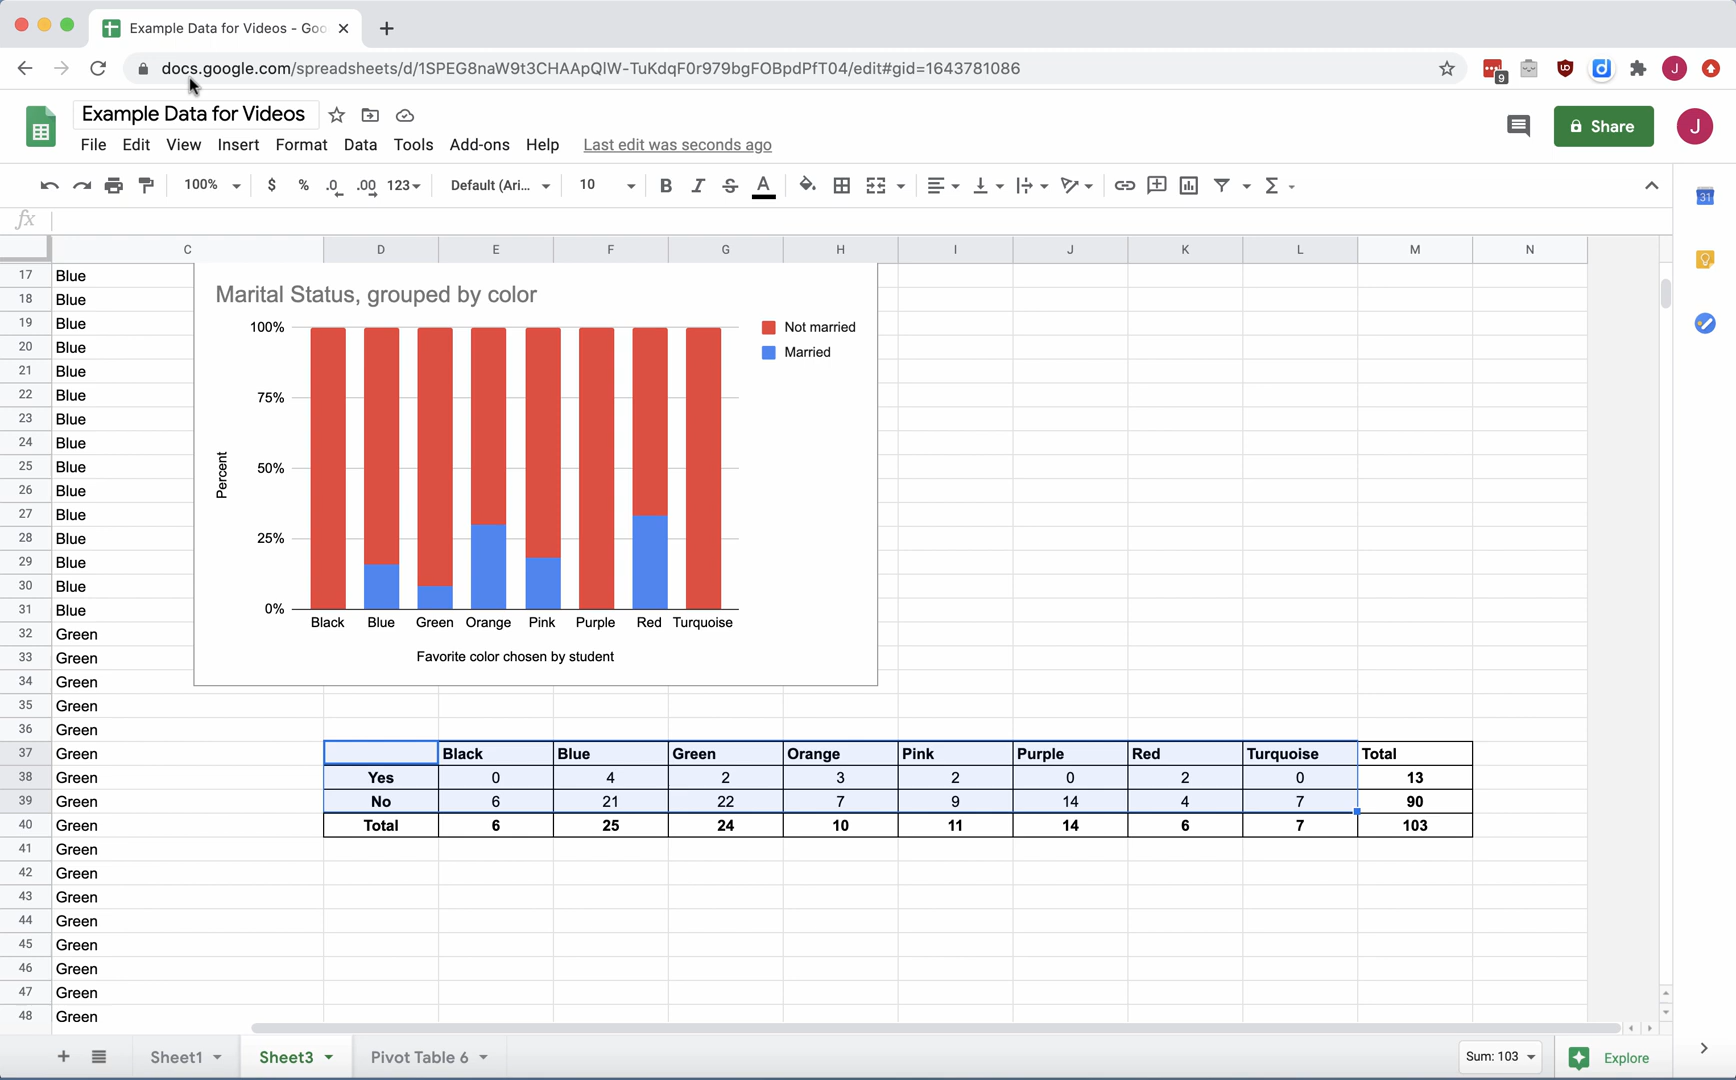 Example Data for Videos - Goo
docs.google.com/spreadsheets/d/1SPEG8naW9t3CHAApQlW-TuKdqF0r979bgFOBpdPfT04/edit#gid=1643781086
9
J
Example Data for Videos
Share
J
File Edit View Insert Format Data Tools Add-ons Help Last edit was seconds ago
100% $ % .0 .00 123 Default (Ari... 10 B I S A Σ
31
fx
C D E F G H I J K L M N
17 Blue
18 Blue
19 Blue
20 Blue
21 Blue
22 Blue
23 Blue
24 Blue
25 Blue
26 Blue
27 Blue
28 Blue
29 Blue
30 Blue
31 Blue
32 Green
33 Green
34 Green
35 Green
36 Green
Marital Status, grouped by color
100%
75%
50%
25%
0%
Percent
Not married
Married
Black Blue Green Orange Pink Purple Red Turquoise
Favorite color chosen by student
37 Green Black Blue Green Orange Pink Purple Red Turquoise Total
38 Green Yes 0 4 2 3 2 0 2 0 13
39 Green No 6 21 22 7 9 14 4 7 90
40 Green Total 6 25 24 10 11 14 6 7 103
41 Green
42 Green
43 Green
44 Green
45 Green
46 Green
47 Green
48 Green
Sheet1 Sheet3 Pivot Table 6 Sum: 103 Explore